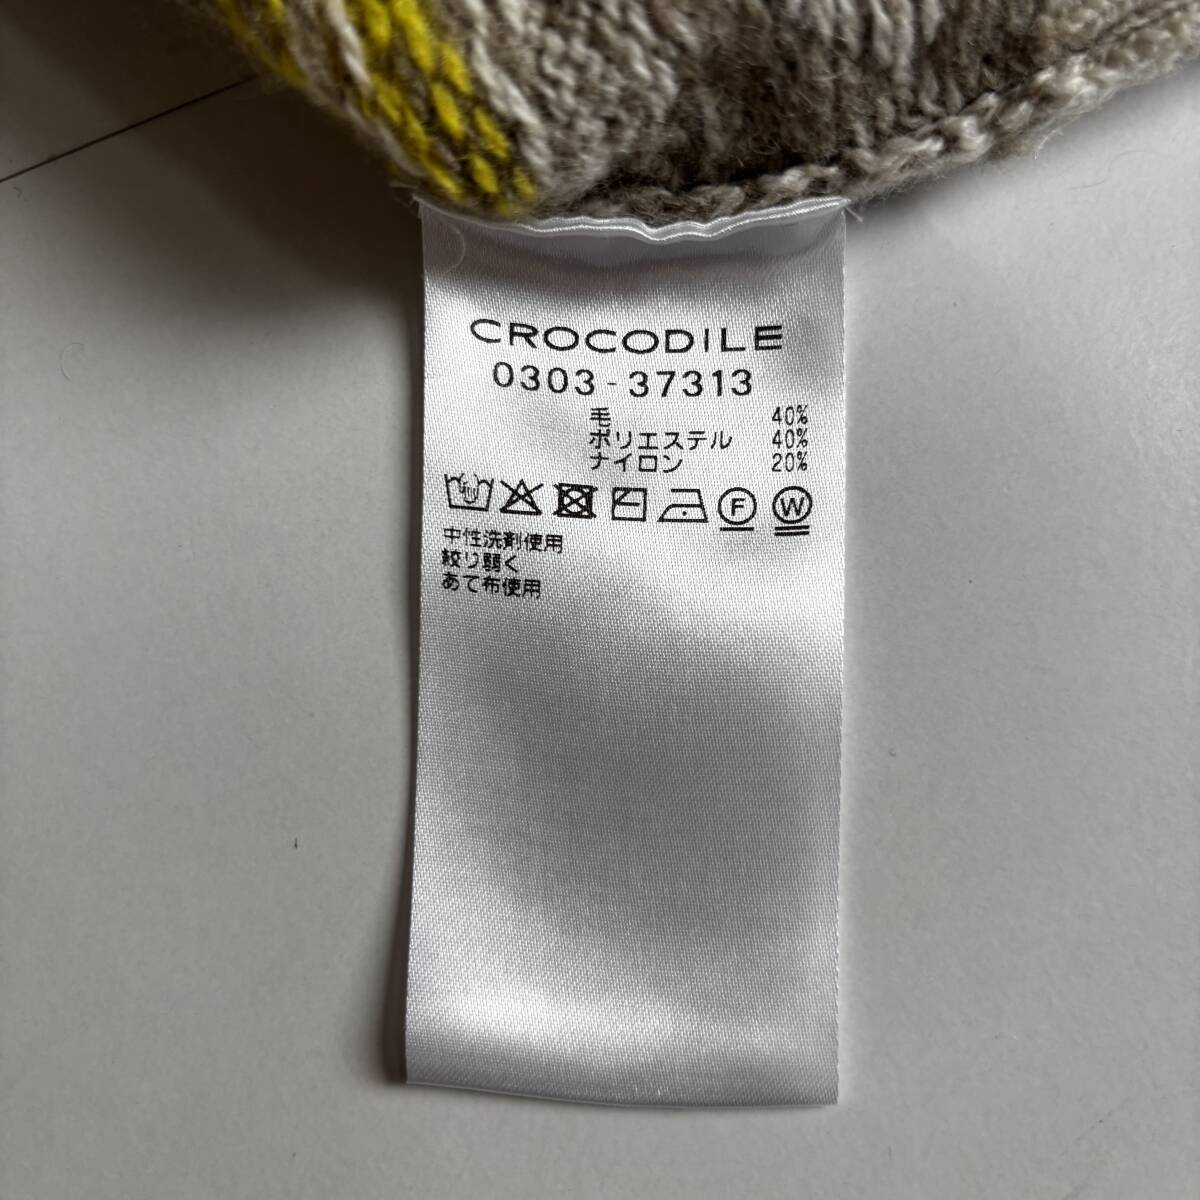 CROCODILE
0303-37313
毛 40%
ポリエステル 40%
ナイロン 20%
F W
中性洗剤使用
絞り弱く
あて布使用